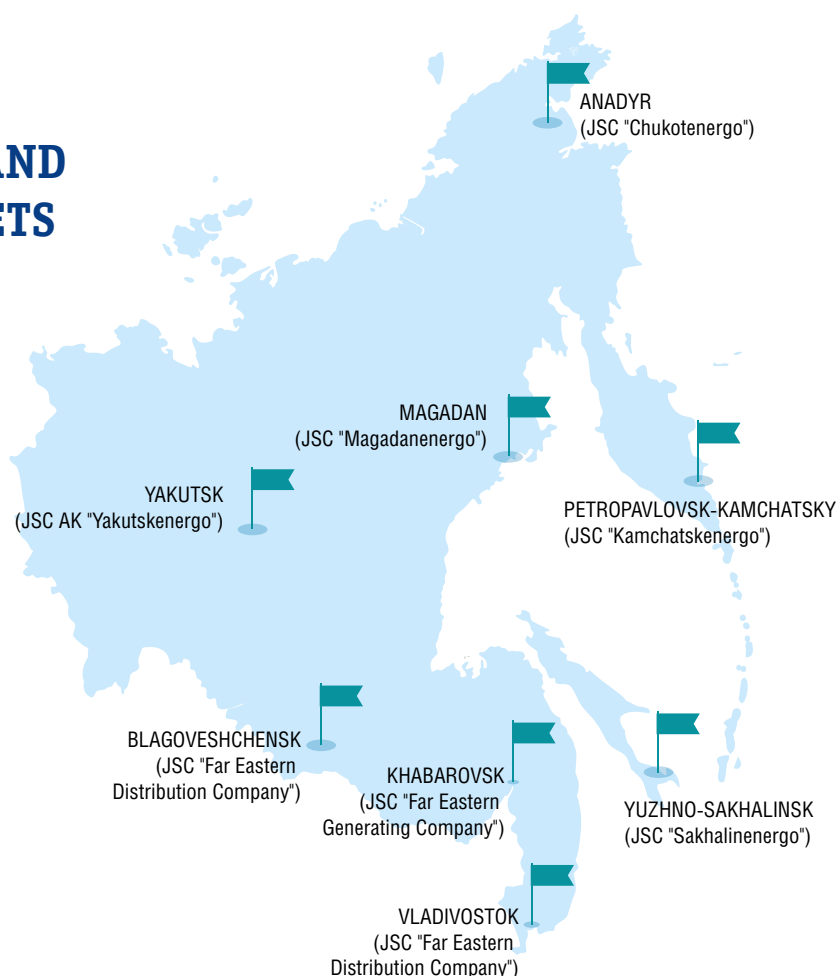 AND
ETS
ANADYR
(JSC "Chukotenergo")
MAGADAN
(JSC "Magadanenergo")
YAKUTSK
(JSC AK "Yakutskenergo")
PETROPAVLOVSK-KAMCHATSKY
(JSC "Kamchatskenergo")
BLAGOVESHCHENSK
(JSC "Far Eastern
Distribution Company")
KHABAROVSK
(JSC "Far Eastern
Generating Company")
YUZHNO-SAKHALINSK
(JSC "Sakhalinenergo")
VLADIVOSTOK
(JSC "Far Eastern
Distribution Company")